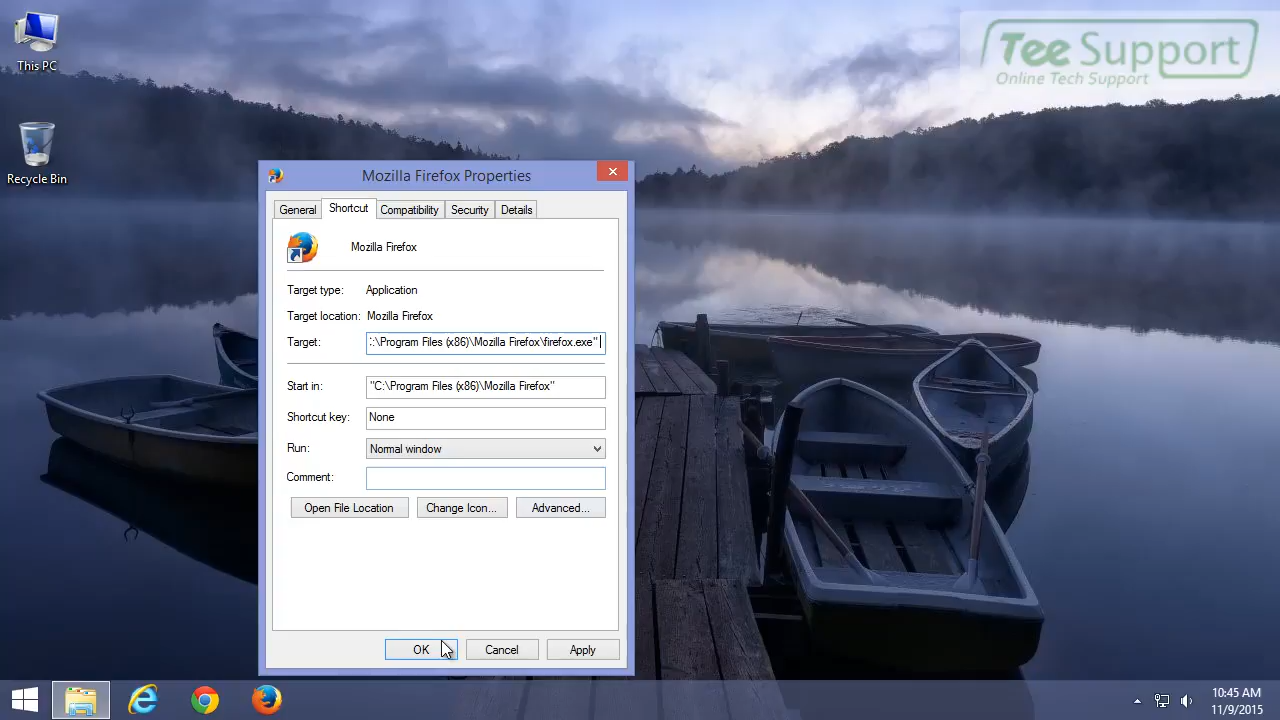 This PC
Recycle Bin
Tee Support
Online Tech Support
Mozilla Firefox Properties
General Shortcut Compatibility Security Details
Mozilla Firefox
Target type: Application
Target location: Mozilla Firefox
Target: :\Program Files (x86)\Mozilla Firefox\firefox.exe"
Start in: "C:\Program Files (x86)\Mozilla Firefox"
Shortcut key: None
Run: Normal window
Comment:
Open File Location Change Icon... Advanced...
OK Cancel Apply
10:45 AM
11/9/2015